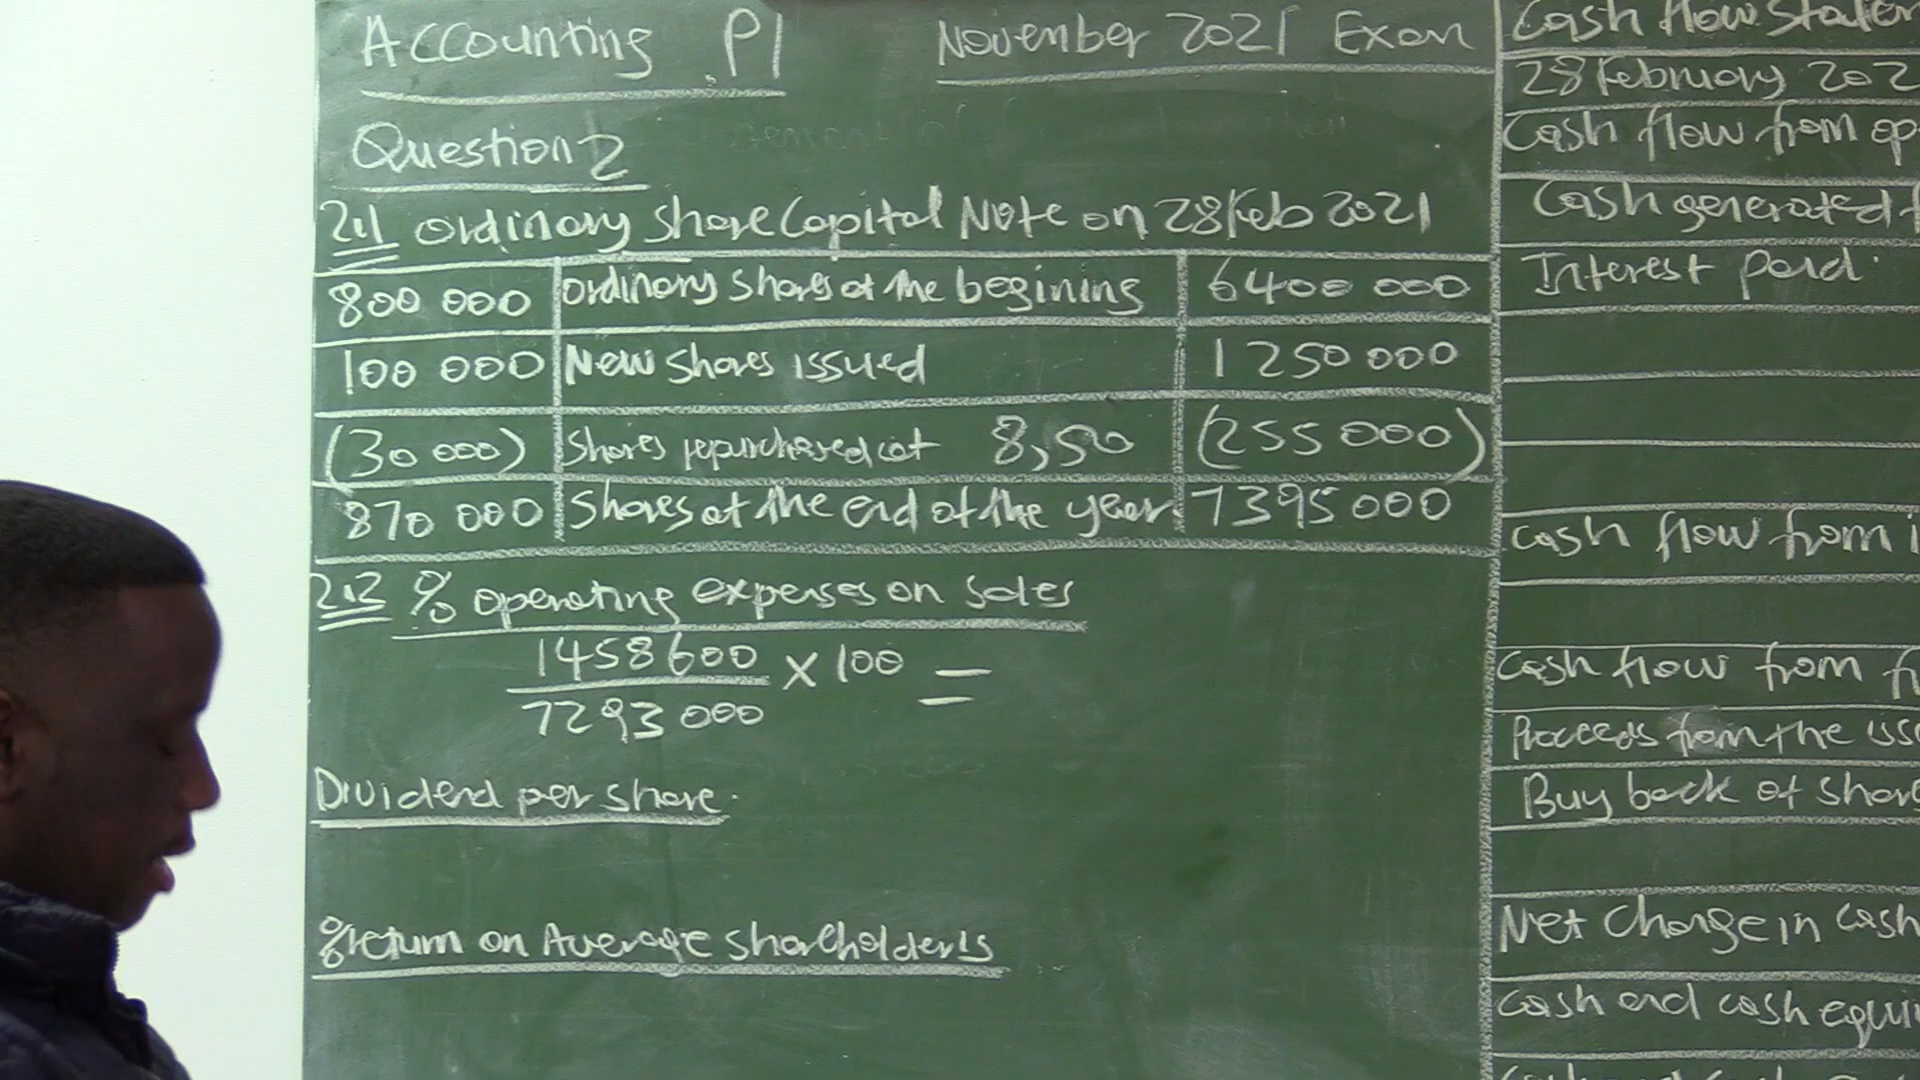 Accounting P1 November 2021 Exam
Question 2
2.1 Ordinary Share Capital Note on 28 Feb 2021
800 000 Ordinary shares at the begining 6400 000
100 000 New shares issued 1250 000
(30 000) Shares repurchased at 8,50 (255 000)
870 000 Shares at the end of the year 7395 000
2.2 % operating expenses on sales
1458600 × 100 =
7293 000
Dividend per share.
% return on Average shareholders
Cash flow
28 February 202
Cash flow from op
Cash generated f
Interest paid.
Cash flow from i
Cash flow from fi
Proceeds from the iss
Buy back of share
Net change in cash
Cash and cash equi